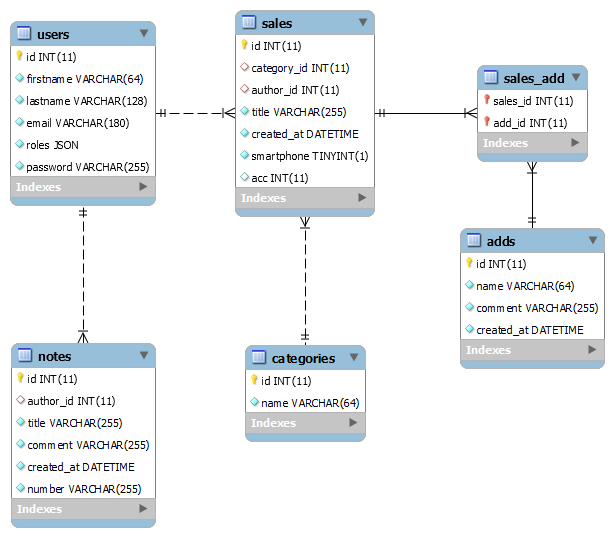 users
id INT(11)
firstname VARCHAR(64)
lastname VARCHAR(128)
email VARCHAR(180)
roles JSON
password VARCHAR(255)
Indexes
sales
id INT(11)
category_id INT(11)
author_id INT(11)
title VARCHAR(255)
created_at DATETIME
smartphone TINYINT(1)
acc INT(11)
Indexes
sales_add
sales_id INT(11)
add_id INT(11)
Indexes
adds
id INT(11)
name VARCHAR(64)
comment VARCHAR(255)
created_at DATETIME
Indexes
notes
id INT(11)
author_id INT(11)
title VARCHAR(255)
comment VARCHAR(255)
created_at DATETIME
number VARCHAR(255)
Indexes
categories
id INT(11)
name VARCHAR(64)
Indexes